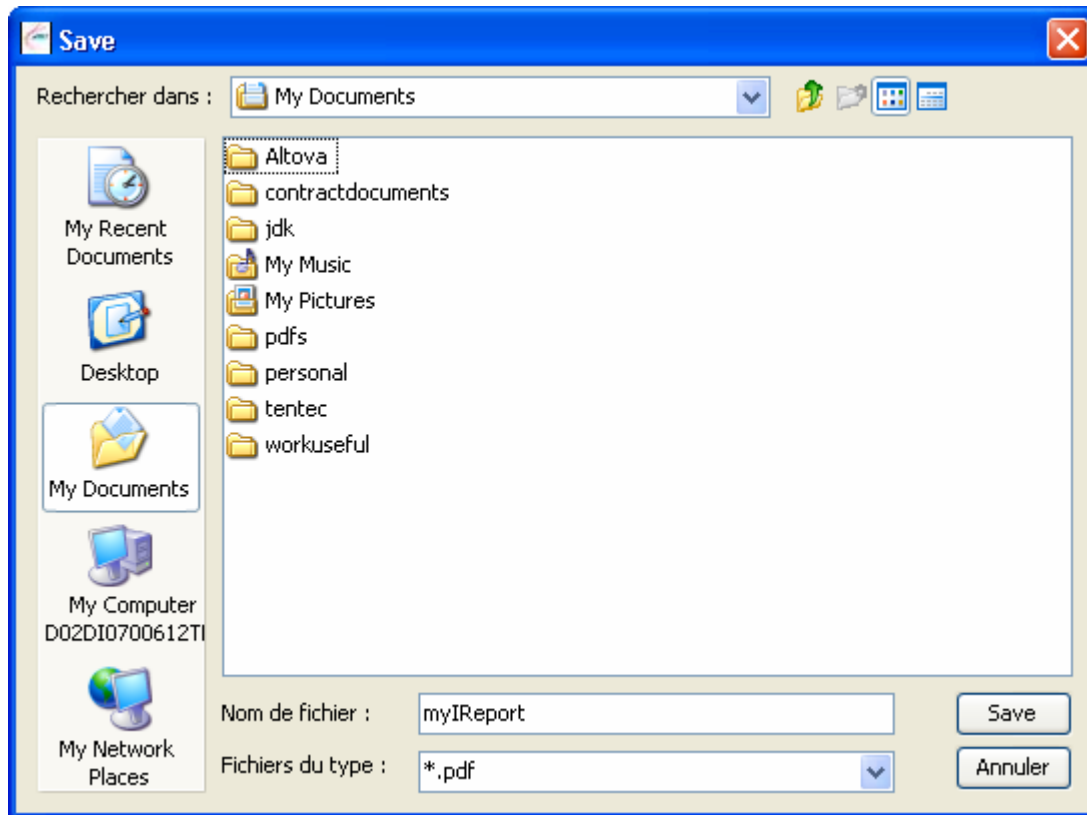 Save
Rechercher dans :
My Documents
My Recent
Documents
Desktop
My Documents
My Computer
D02DI0700612TI
My Network
Places
Altova
contractdocuments
jdk
My Music
My Pictures
pdfs
personal
tentec
workuseful
Nom de fichier :
myIReport
Save
Fichiers du type :
*.pdf
Annuler